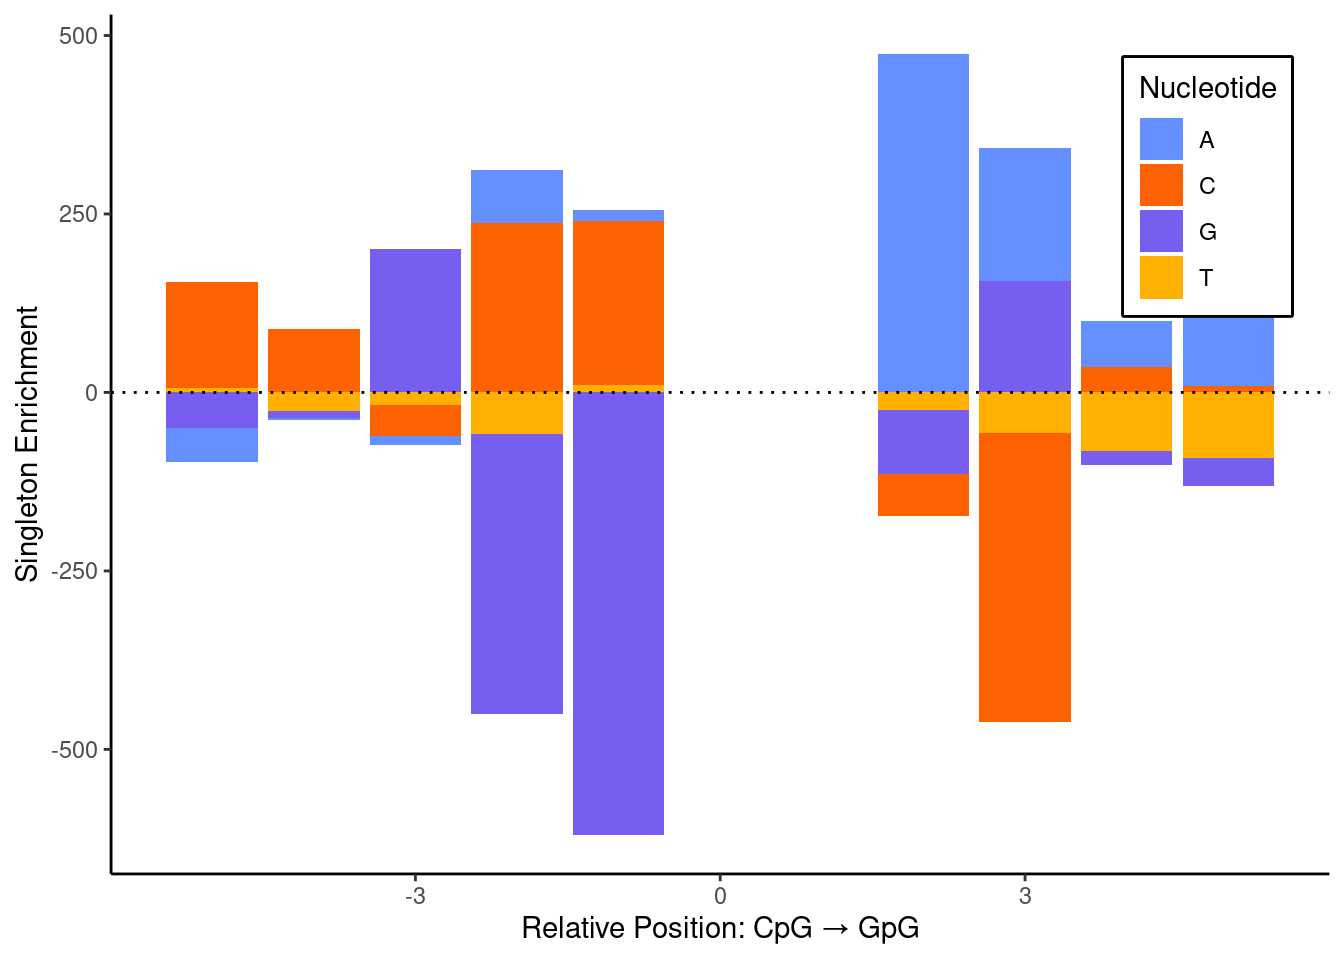 500
250
0
-250
-500
Singleton Enrichment
Nucleotide
A
C
G
T
-3
0
3
Relative Position: CpG → GpG